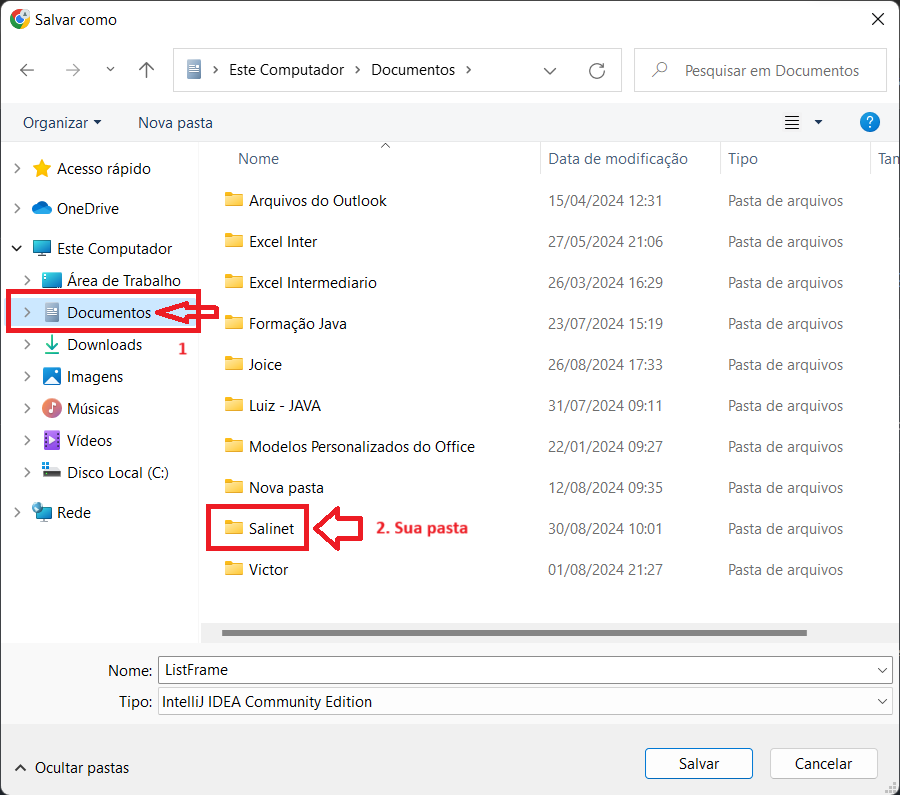 Salvar como
Este Computador > Documentos >
Pesquisar em Documentos
Organizar
Nova pasta
?
Acesso rápido
OneDrive
Este Computador
Área de Trabalho
Documentos
1
Downloads
Imagens
Músicas
Vídeos
Disco Local (C:)
Rede
Nome Data de modificação Tipo Tan
Arquivos do Outlook 15/04/2024 12:31 Pasta de arquivos
Excel Inter 27/05/2024 21:06 Pasta de arquivos
Excel Intermediario 26/03/2024 16:29 Pasta de arquivos
Formação Java 23/07/2024 15:19 Pasta de arquivos
Joice 26/08/2024 17:33 Pasta de arquivos
Luiz - JAVA 31/07/2024 09:11 Pasta de arquivos
Modelos Personalizados do Office 22/01/2024 09:27 Pasta de arquivos
Nova pasta 12/08/2024 09:35 Pasta de arquivos
Salinet 2. Sua pasta 30/08/2024 10:01 Pasta de arquivos
Victor 01/08/2024 21:27 Pasta de arquivos
Nome: ListFrame
Tipo: IntelliJ IDEA Community Edition
Ocultar pastas
Salvar
Cancelar